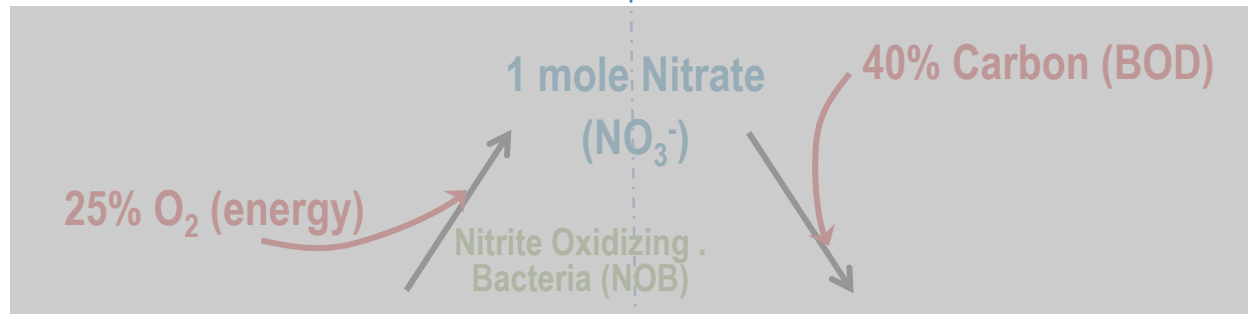 1 mole Nitrate
(NO₃⁻)
40% Carbon (BOD)
25% O₂ (energy)
Nitrite Oxidizing .
Bacteria (NOB)